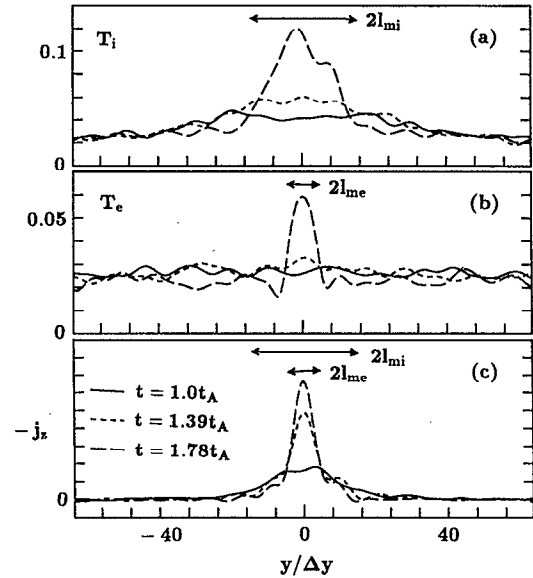 2l_mi
T_i
(a)
0.1
0
2l_me
T_e
(b)
0.05
0
2l_mi
(c)
2l_me
t = 1.0t_A
t = 1.39t_A
-j_z
t = 1.78t_A
0
-40 0 40
y/Δy